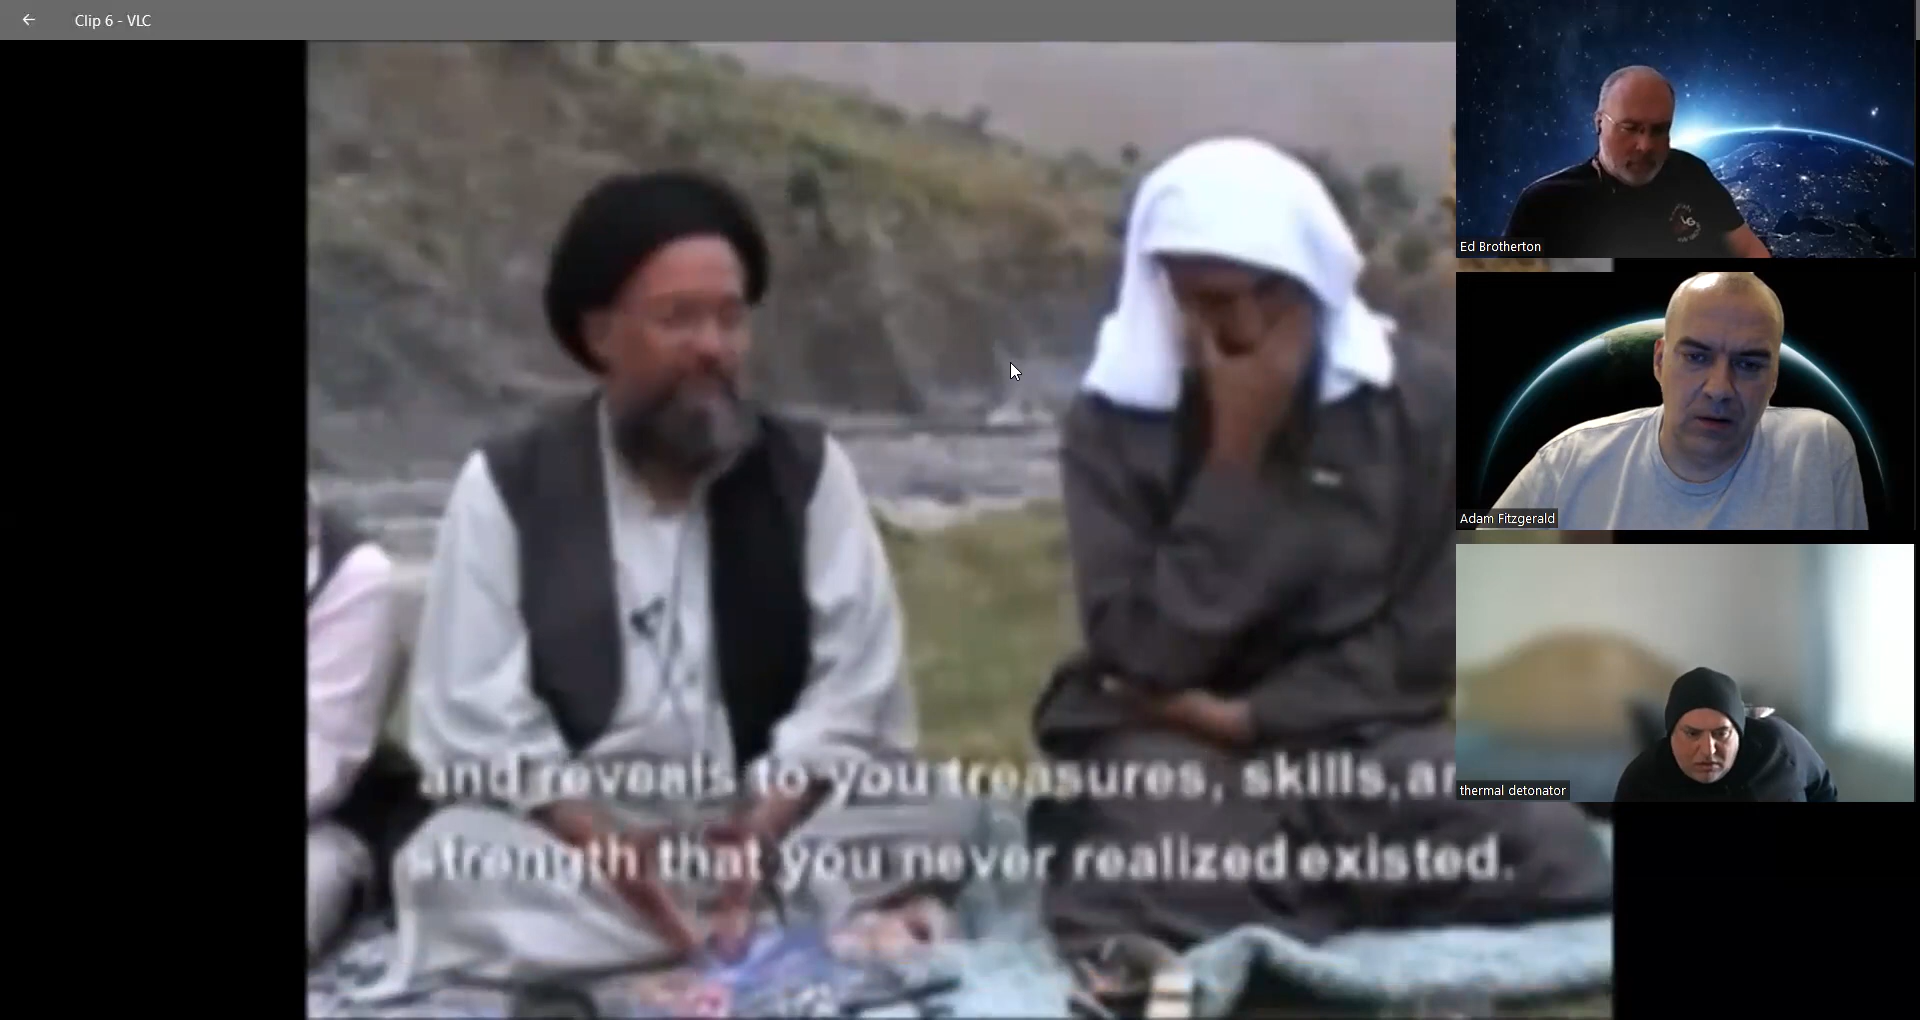 Clip 6 - VLC
Ed Brotherton
Adam Fitzgerald
thermal detonator
and reveals to you treasures, skills, ar
strength that you never realized existed.